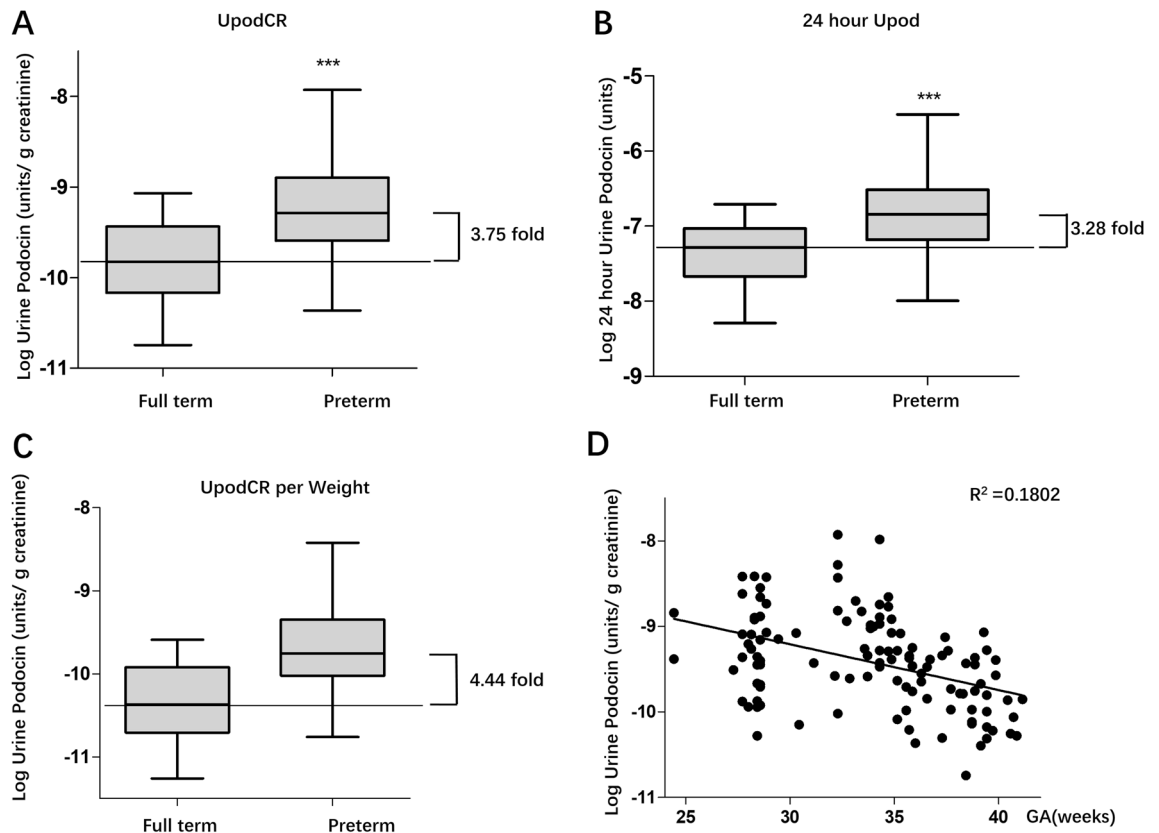 A
UpodCR
Log Urine Podocin (units/ g creatinine)
-8
-9
-10
-11
***
3.75 fold
Full term
Preterm
B
24 hour Upod
Log 24 hour Urine Podocin (units)
-5
-6
-7
-8
-9
***
3.28 fold
Full term
Preterm
C
UpodCR per Weight
Log Urine Podocin (units/ g creatinine)
-8
-9
-10
-11
4.44 fold
Full term
Preterm
D
R² =0.1802
Log Urine Podocin (units/ g creatinine)
-8
-9
-10
-11
25 30 35 40 GA(weeks)